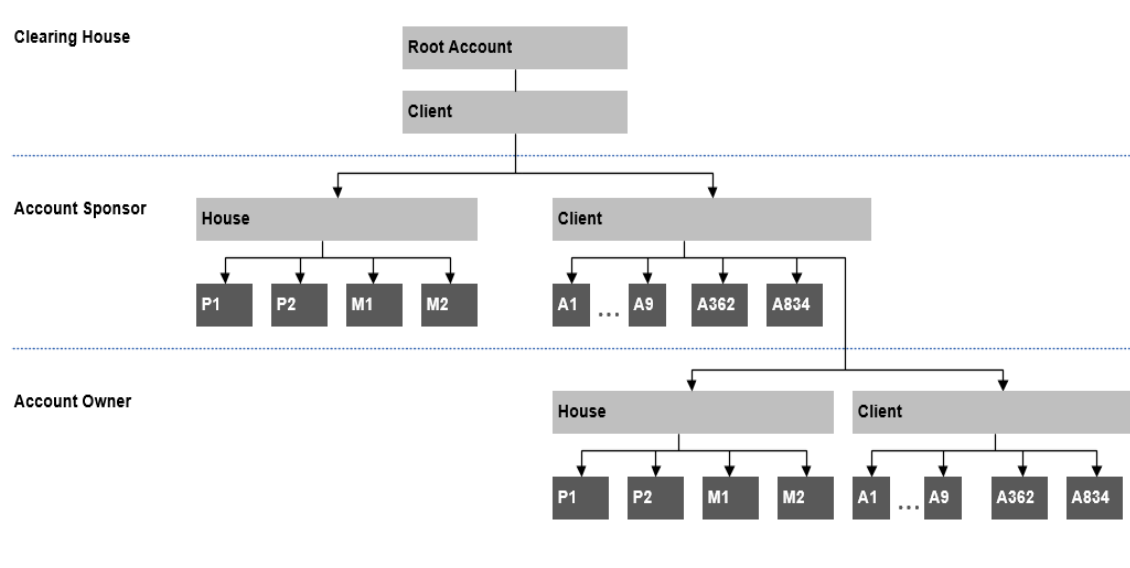 Clearing House
Root Account
Client
Account Sponsor
House
Client
P1 P2 M1 M2 A1 ... A9 A362 A834
Account Owner
House
Client
P1 P2 M1 M2 A1 ... A9 A362 A834